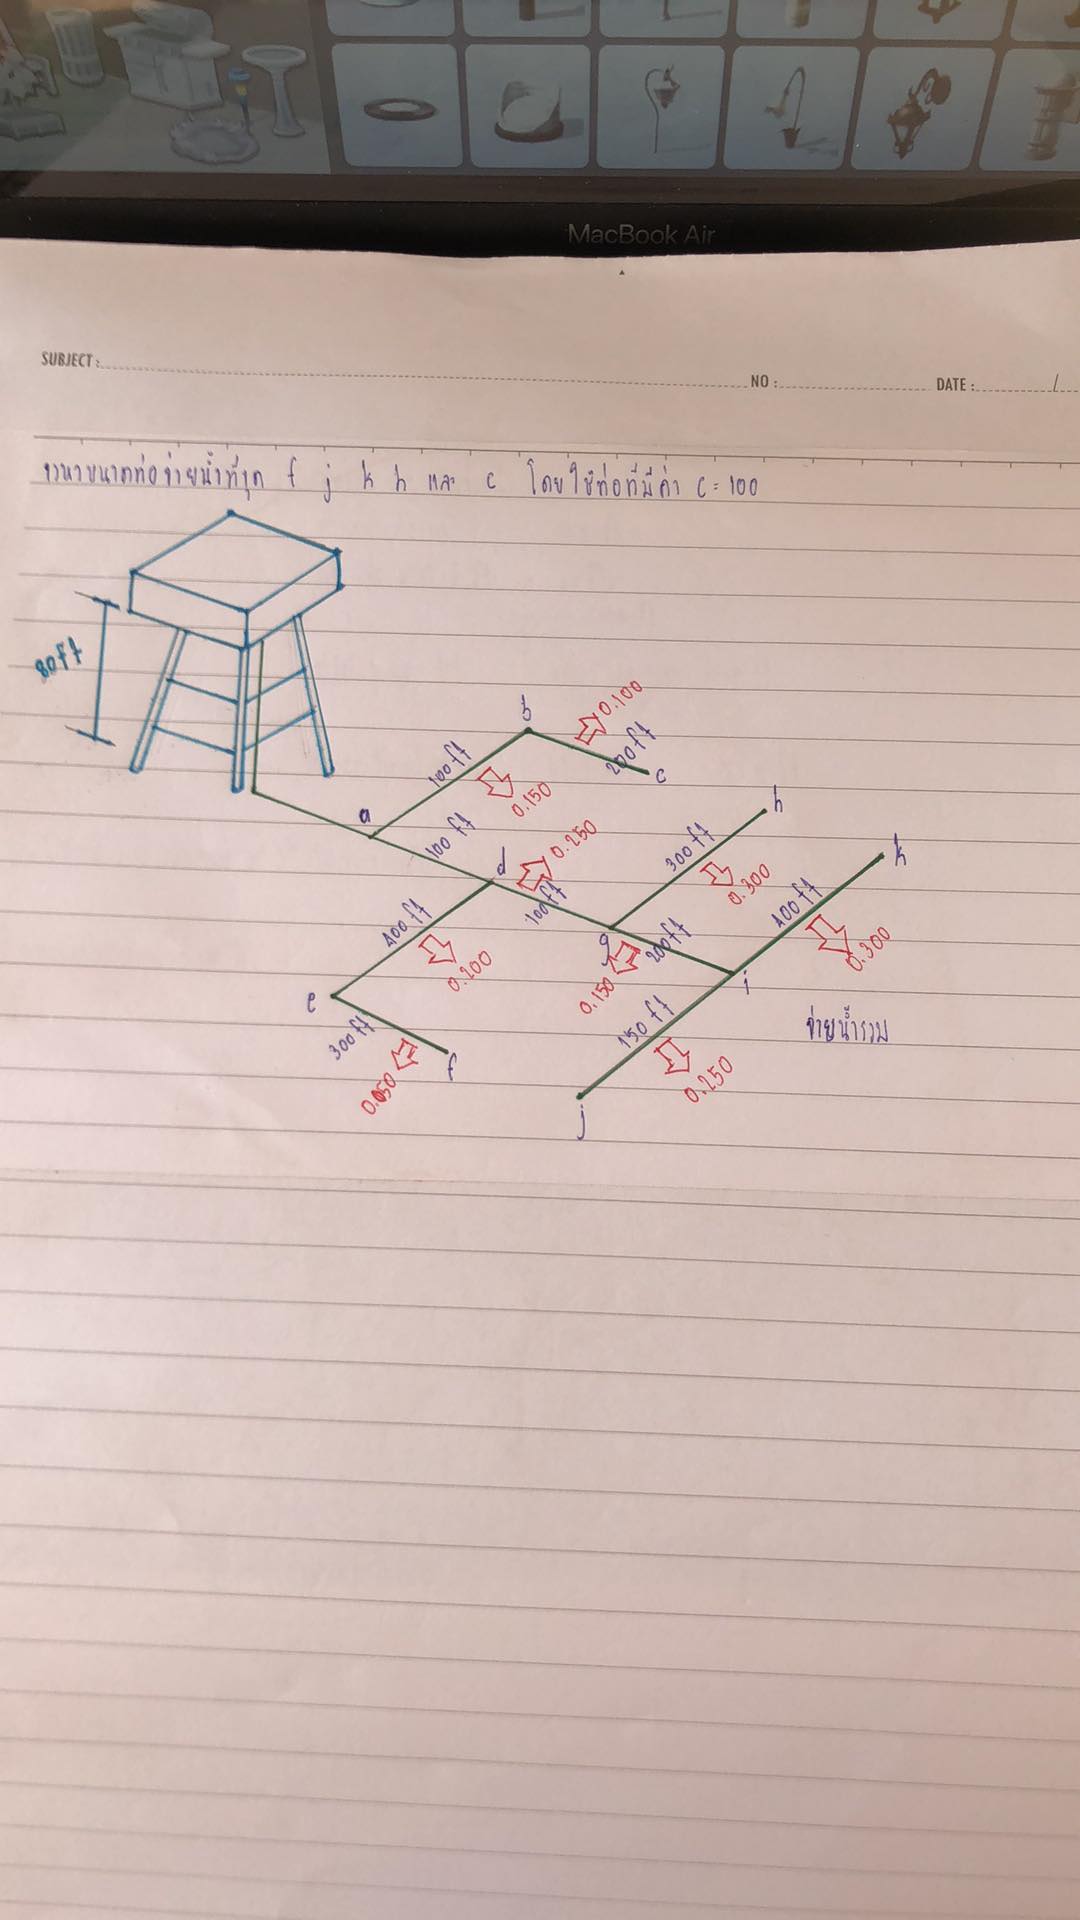 MacBook Air
SUBJECT :
NO :
DATE : /
จงหาขนาดท่อจ่ายน้ำที่จุด f j k h และ c โดยใช้ท่อที่มีค่า c = 100
80 ft
b
0.100
100 ft
200 ft
c
0.150
a
100 ft
0.250
h
d
300 ft
k
100 ft
0.300
400 ft
400 ft
g
200 ft
0.300
0.200
0.150
i
e
150 ft
จ่ายน้ำรวม
300 ft
f
0.250
0.050
j